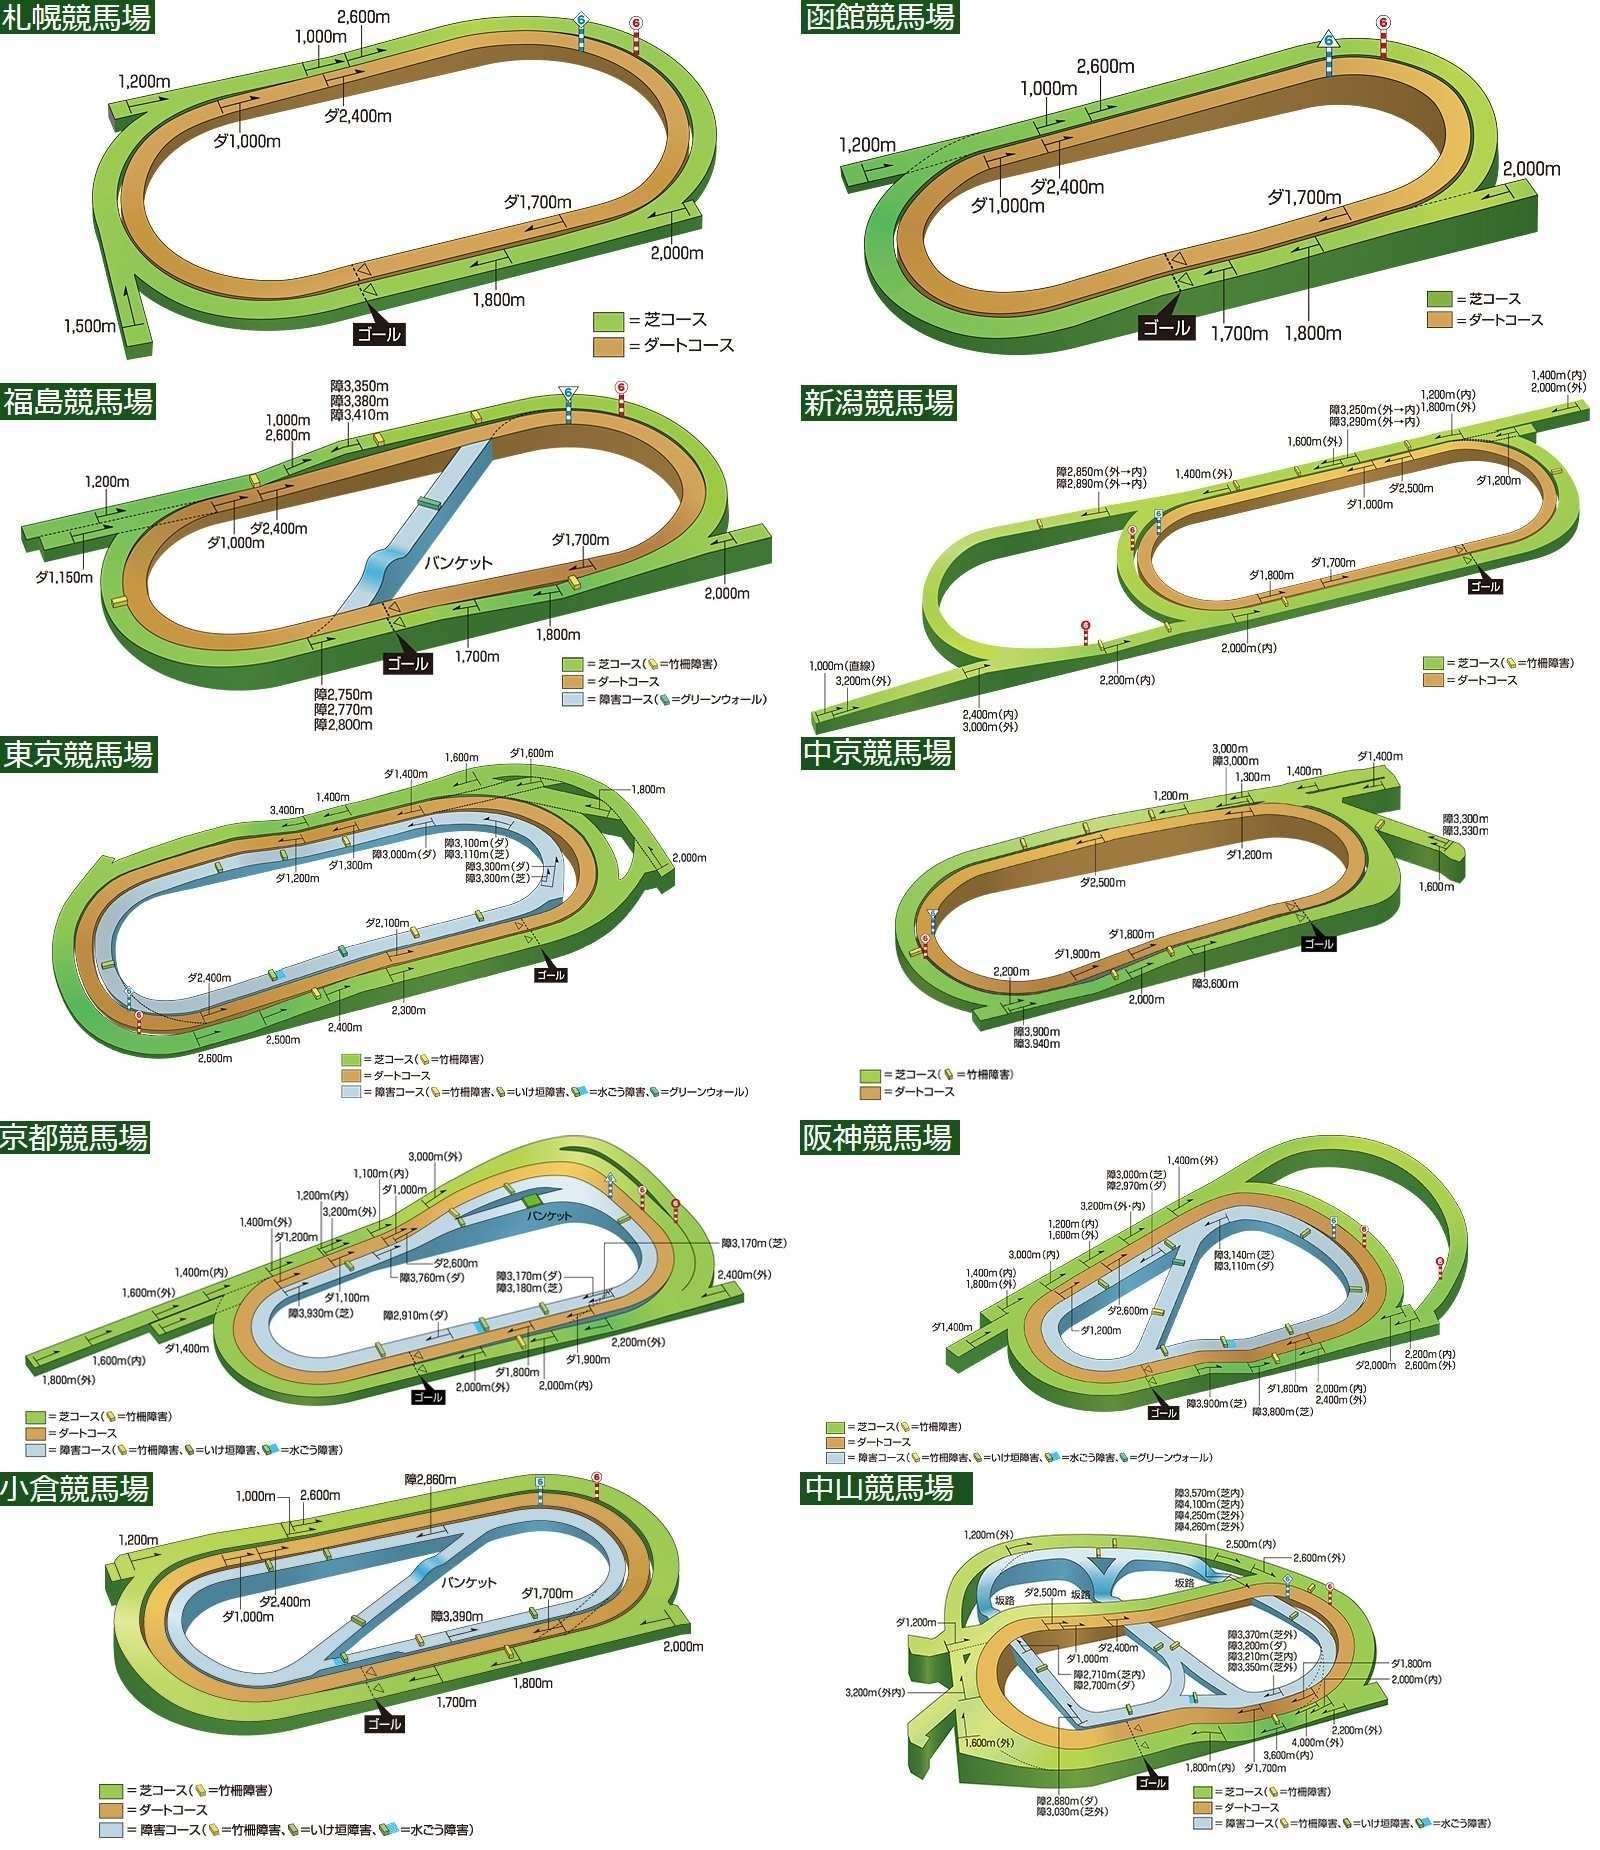 札幌競馬場
2,600m
1,000m
1,200m
ダ2,400m
ダ1,000m
ダ1,700m
2,000m
1,800m
1,500m
ゴール
=芝コース
=ダートコース
函館競馬場
2,600m
1,000m
1,200m
ダ2,400m
ダ1,000m
ダ1,700m
2,000m
ゴール
1,700m
1,800m
=芝コース
=ダートコース
福島競馬場
障3,350m
障3,380m
障3,410m
1,000m
2,600m
1,200m
ダ2,400m
ダ1,000m
ダ1,150m
バンケット
ダ1,700m
2,000m
1,800m
1,700m
ゴール
障2,750m
障2,770m
障2,800m
=芝コース(=竹柵障害)
=ダートコース
=障害コース(=グリーンウォール)
新潟競馬場
1,400m(内)
2,000m(外)
1,200m(内)
1,800m(外)
障3,250m(外→内)
障3,290m(外→内)
1,600m(外)
1,400m(外)
障2,850m(外→内)
障2,890m(外→内)
ダ1,200m
ダ2,500m
ダ1,000m
ダ1,700m
ダ1,800m
ゴール
2,000m(内)
2,200m(内)
1,000m(直線)
3,200m(外)
2,400m(内)
3,000m(外)
=芝コース(=竹柵障害)
=ダートコース
東京競馬場
1,600m
ダ1,600m
ダ1,400m
1,400m
3,400m
1,800m
2,000m
障3,100m(ダ)
障3,110m(芝)
障3,300m(ダ)
障3,300m(芝)
障3,000m(ダ)
ダ1,300m
ダ1,200m
ダ2,100m
ダ2,400m
ゴール
2,300m
2,400m
2,500m
2,600m
=芝コース(=竹柵障害)
=ダートコース
=障害コース(=竹柵障害、=いけ垣障害、=水ごう障害、=グリーンウォール)
中京競馬場
3,000m
障3,000m
1,300m
1,400m
ダ1,400m
1,200m
障3,300m
障3,330m
1,600m
ダ1,200m
ダ2,500m
ダ1,800m
ダ1,900m
2,200m
ゴール
障3,600m
2,000m
障3,900m
障3,940m
=芝コース(=竹柵障害)
=ダートコース
京都競馬場
3,000m(外)
1,100m(内)
ダ1,000m
1,200m(内)
3,200m(外)
1,400m(外)
ダ1,200m
1,400m(内)
1,600m(外)
バンケット
ダ2,600m
障3,760m(ダ)
ダ1,100m
障3,930m(芝)
障3,170m(芝)
障3,170m(ダ)
障3,180m(芝)
障2,910m(ダ)
2,400m(外)
2,200m(外)
ダ1,900m
ダ1,800m
2,000m(内)
2,000m(外)
ゴール
ダ1,400m
1,600m(内)
1,800m(外)
=芝コース(=竹柵障害)
=ダートコース
=障害コース(=竹柵障害、=いけ垣障害、=水ごう障害)
阪神競馬場
1,400m(外)
障3,000m(芝)
障2,970m(ダ)
3,200m(外・内)
1,200m(内)
1,600m(外)
3,000m(内)
1,400m(内)
1,800m(外)
ダ1,400m
障3,140m(芝)
障3,110m(ダ)
ダ2,600m
ダ1,200m
ダ2,000m
2,200m(内)
2,600m(外)
ダ1,800m
2,000m(内)
2,400m(外)
障3,900m(芝)
障3,800m(芝)
ゴール
=芝コース(=竹柵障害)
=ダートコース
=障害コース(=竹柵障害、=いけ垣障害、=水ごう障害、=グリーンウォール)
小倉競馬場
障2,860m
1,000m
2,600m
1,200m
バンケット
ダ2,400m
ダ1,000m
障3,390m
ダ1,700m
2,000m
1,800m
1,700m
ゴール
=芝コース(=竹柵障害)
=ダートコース
=障害コース(=竹柵障害、=いけ垣障害、=水ごう障害)
中山競馬場
障3,570m(芝内)
障4,100m(芝内)
障4,250m(芝外)
障4,260m(芝外)
1,200m(外)
2,500m(内)
2,600m(外)
坂路
坂路
坂路
ダ2,500m
ダ1,200m
ダ2,400m
ダ1,000m
障3,370m(芝外)
障3,200m(ダ)
障3,210m(芝内)
障3,350m(芝外)
障2,710m(芝内)
障2,700m(ダ)
ダ1,800m
2,000m(内)
3,200m(外内)
1,600m(外)
2,200m(外)
4,000m(外)
3,600m(内)
1,800m(内)
ダ1,700m
ゴール
障2,880m(ダ)
障3,030m(芝外)
=芝コース(=竹柵障害)
=ダートコース
=障害コース(=竹柵障害、=いけ垣障害、=水ごう障害)